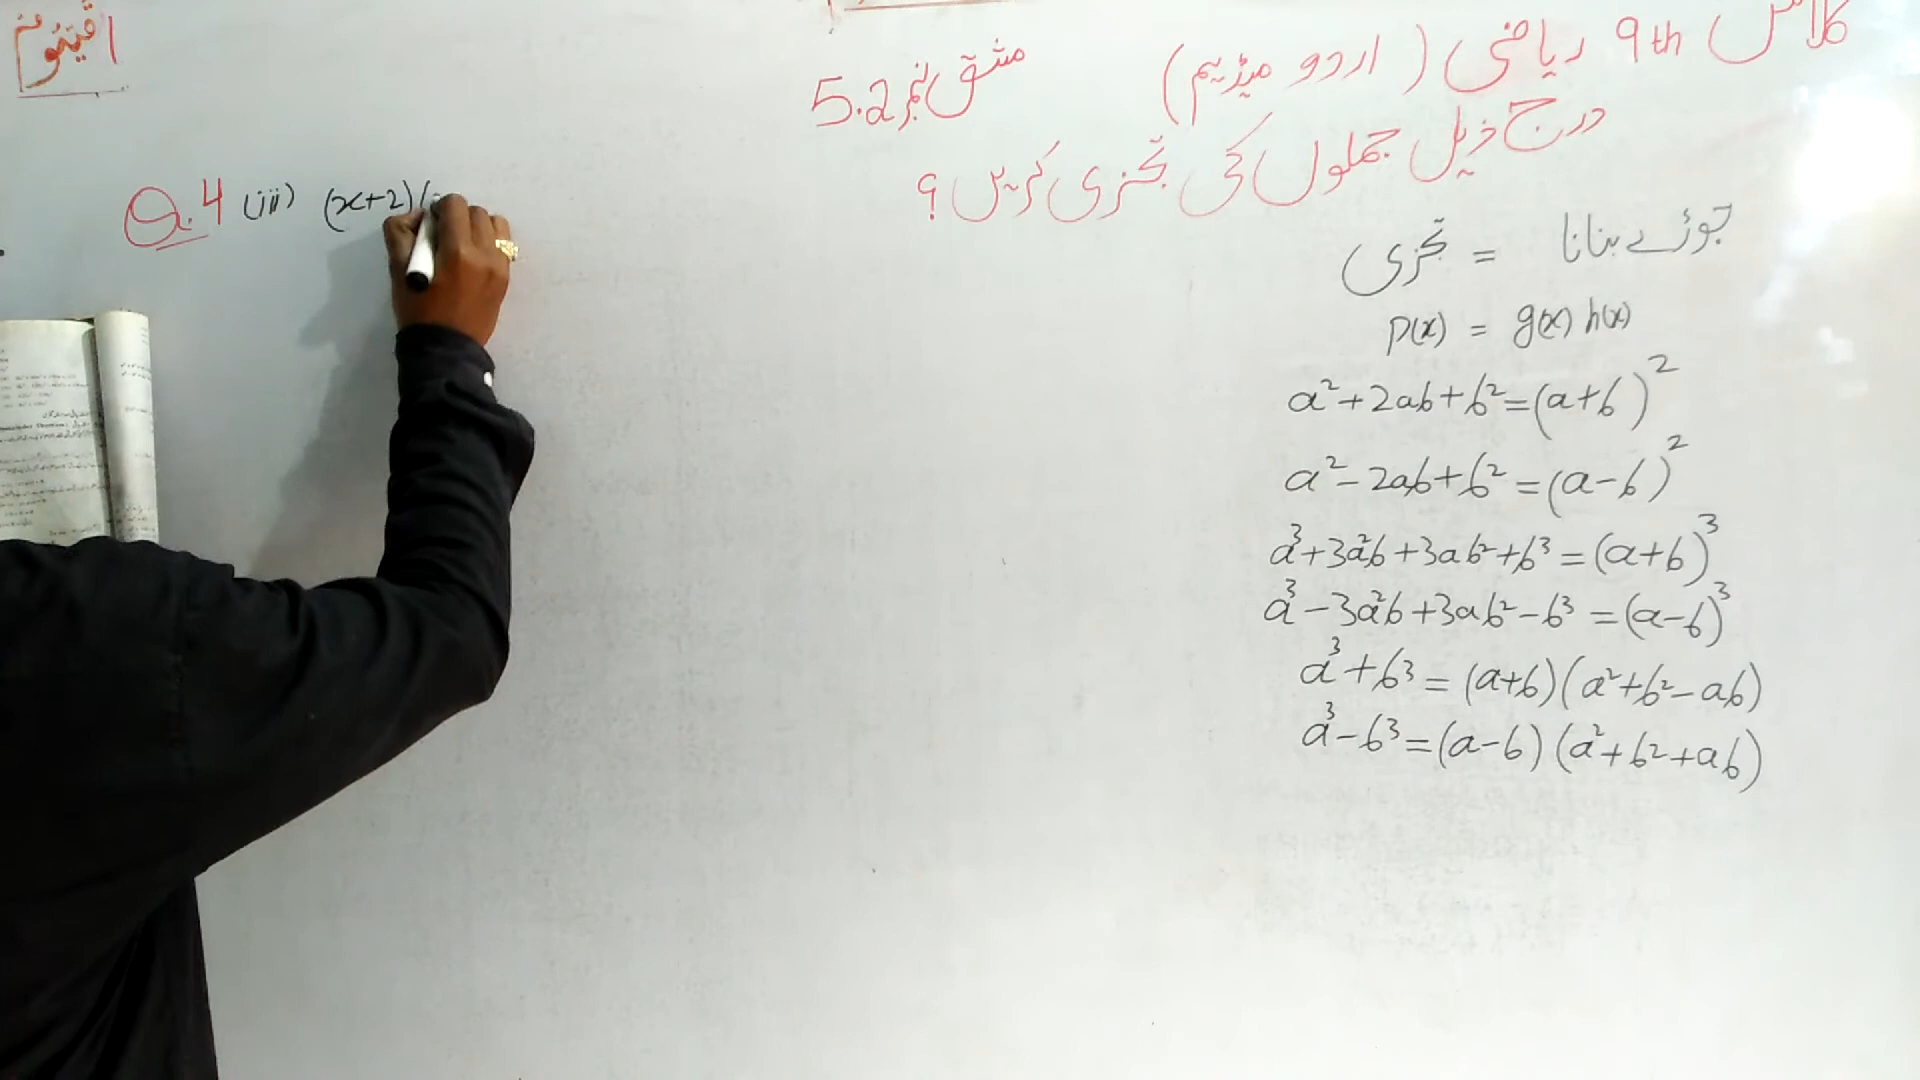 کلاس 9th ریاضی ( اردو میڈیم) مشق نمبر 5.2
درج ذیل جملوں کی تجزی کریں؟
جوڑے بنانا = تجزی
p(x) = g(x) h(x)
a²+2ab+b²=(a+b)²
a²-2ab+b²=(a-b)²
a³+3a²b+3ab²+b³=(a+b)³
a³-3a²b+3ab²-b³=(a-b)³
a³+b³=(a+b)(a²+b²-ab)
a³-b³=(a-b)(a²+b²+ab)
Q.4 (iii) (x+2)(